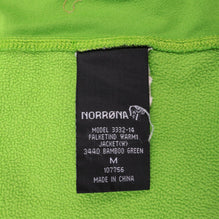 NORRØNA
MODEL 3332-14
FALKETIND WARM1
JACKET(W)
3440 BAMBOO GREEN
M
107756
MADE IN CHINA